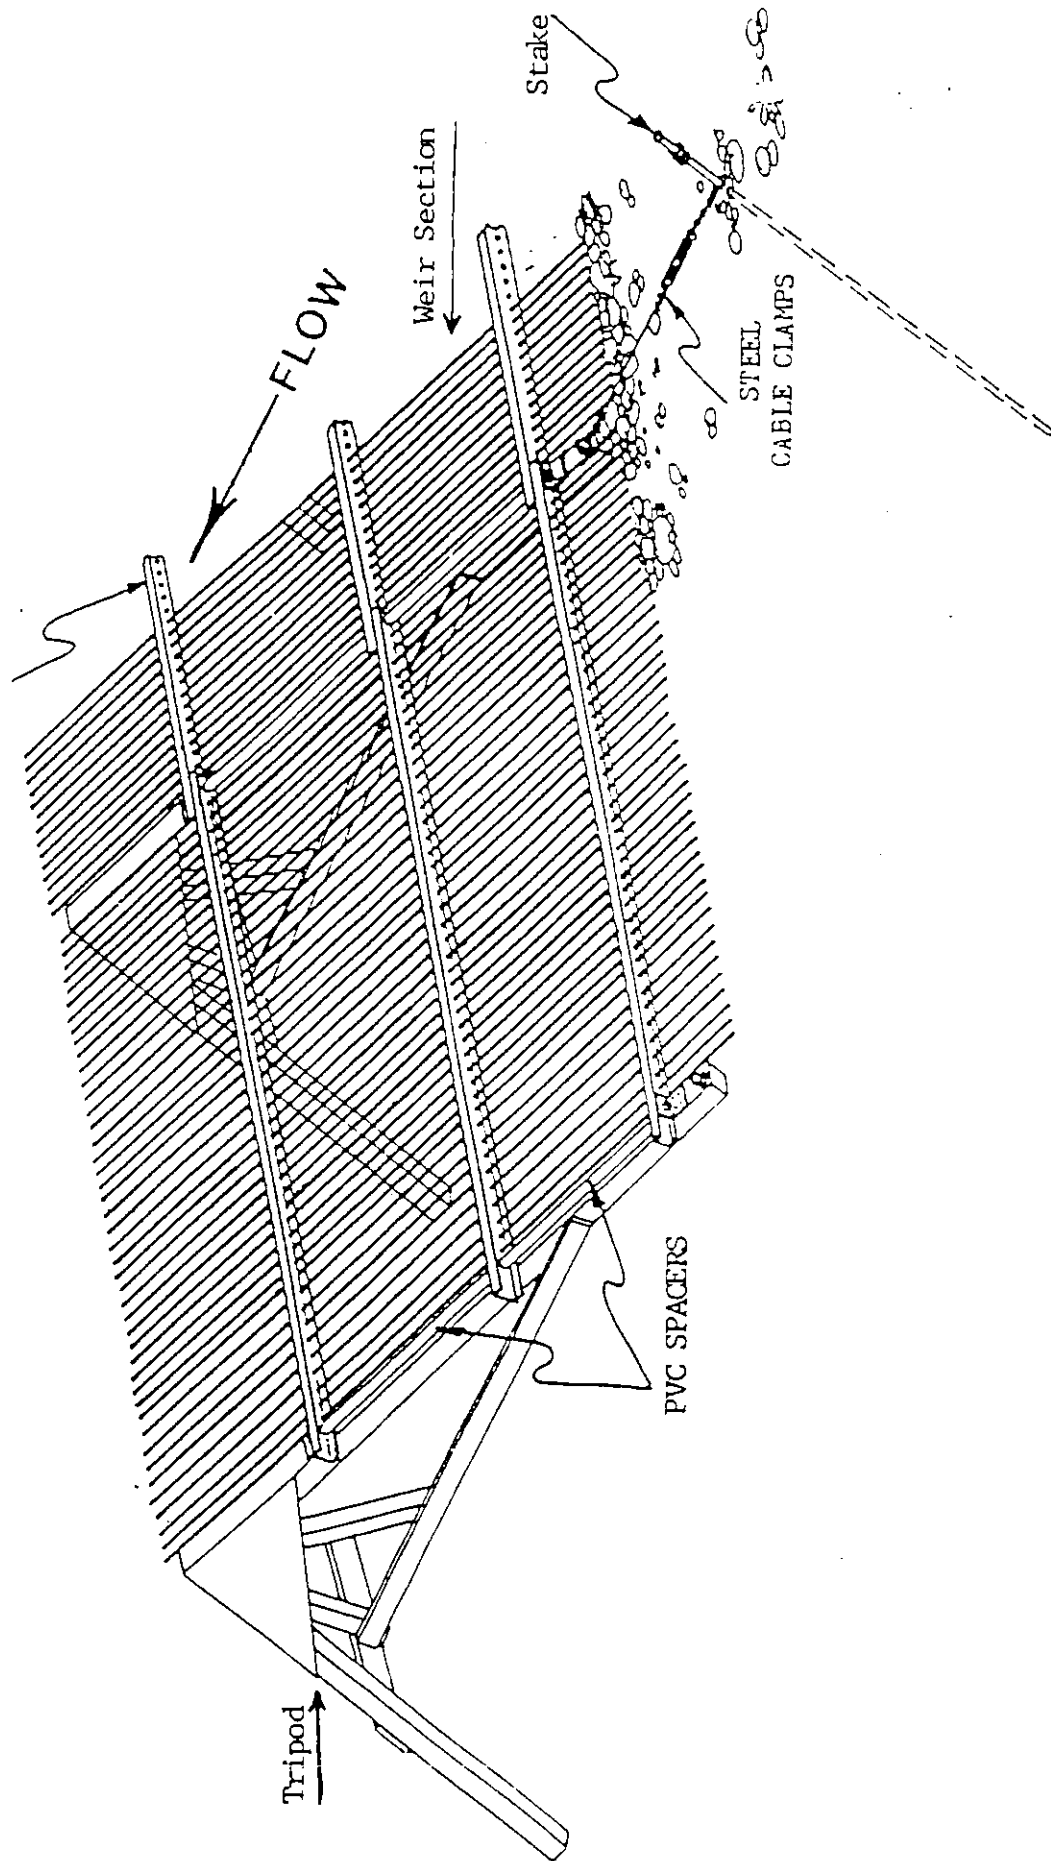 FLOW
Weir Section
Stake
STEEL
CABLE CLAMPS
PVC SPACERS
Tripod